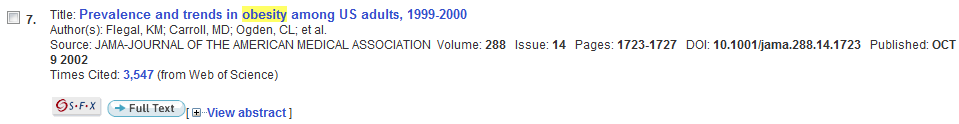 7. Title: Prevalence and trends in obesity among US adults, 1999-2000
Author(s): Flegal, KM; Carroll, MD; Ogden, CL; et al.
Source: JAMA-JOURNAL OF THE AMERICAN MEDICAL ASSOCIATION Volume: 288 Issue: 14 Pages: 1723-1727 DOI: 10.1001/jama.288.14.1723 Published: OCT
9 2002
Times Cited: 3,547 (from Web of Science)
S·F·X Full Text [ View abstract ]